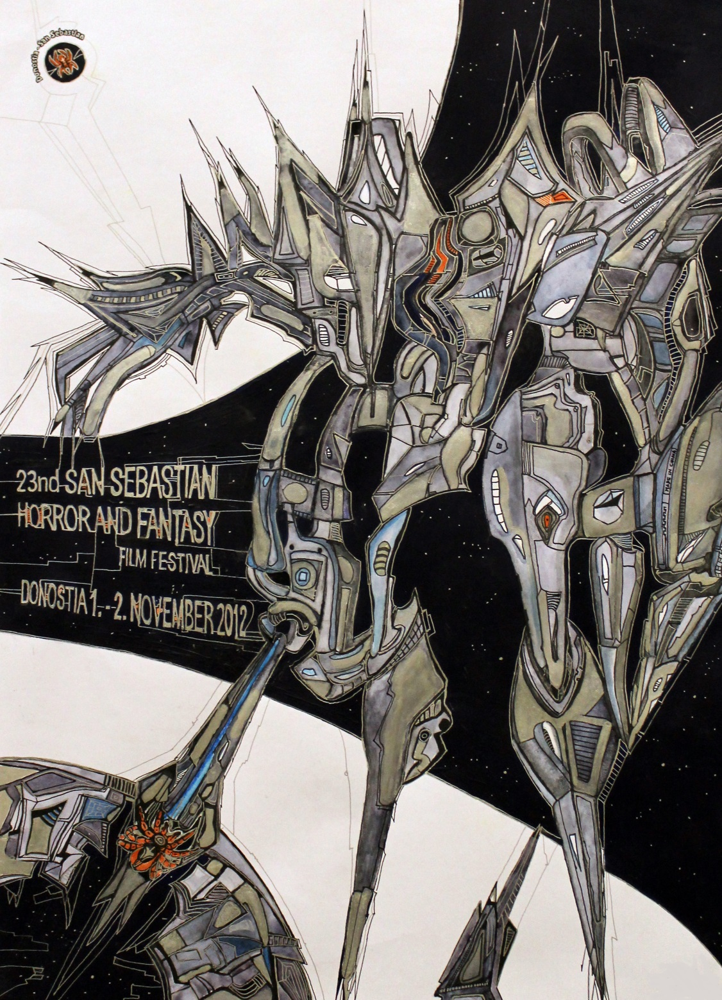 Donostia - San Sebastian
23nd SAN SEBASTIAN
HORROR AND FANTASY
FILM FESTIVAL
DONOSTIA 1.-2. NOVEMBER 2012
MADE IN CHINA